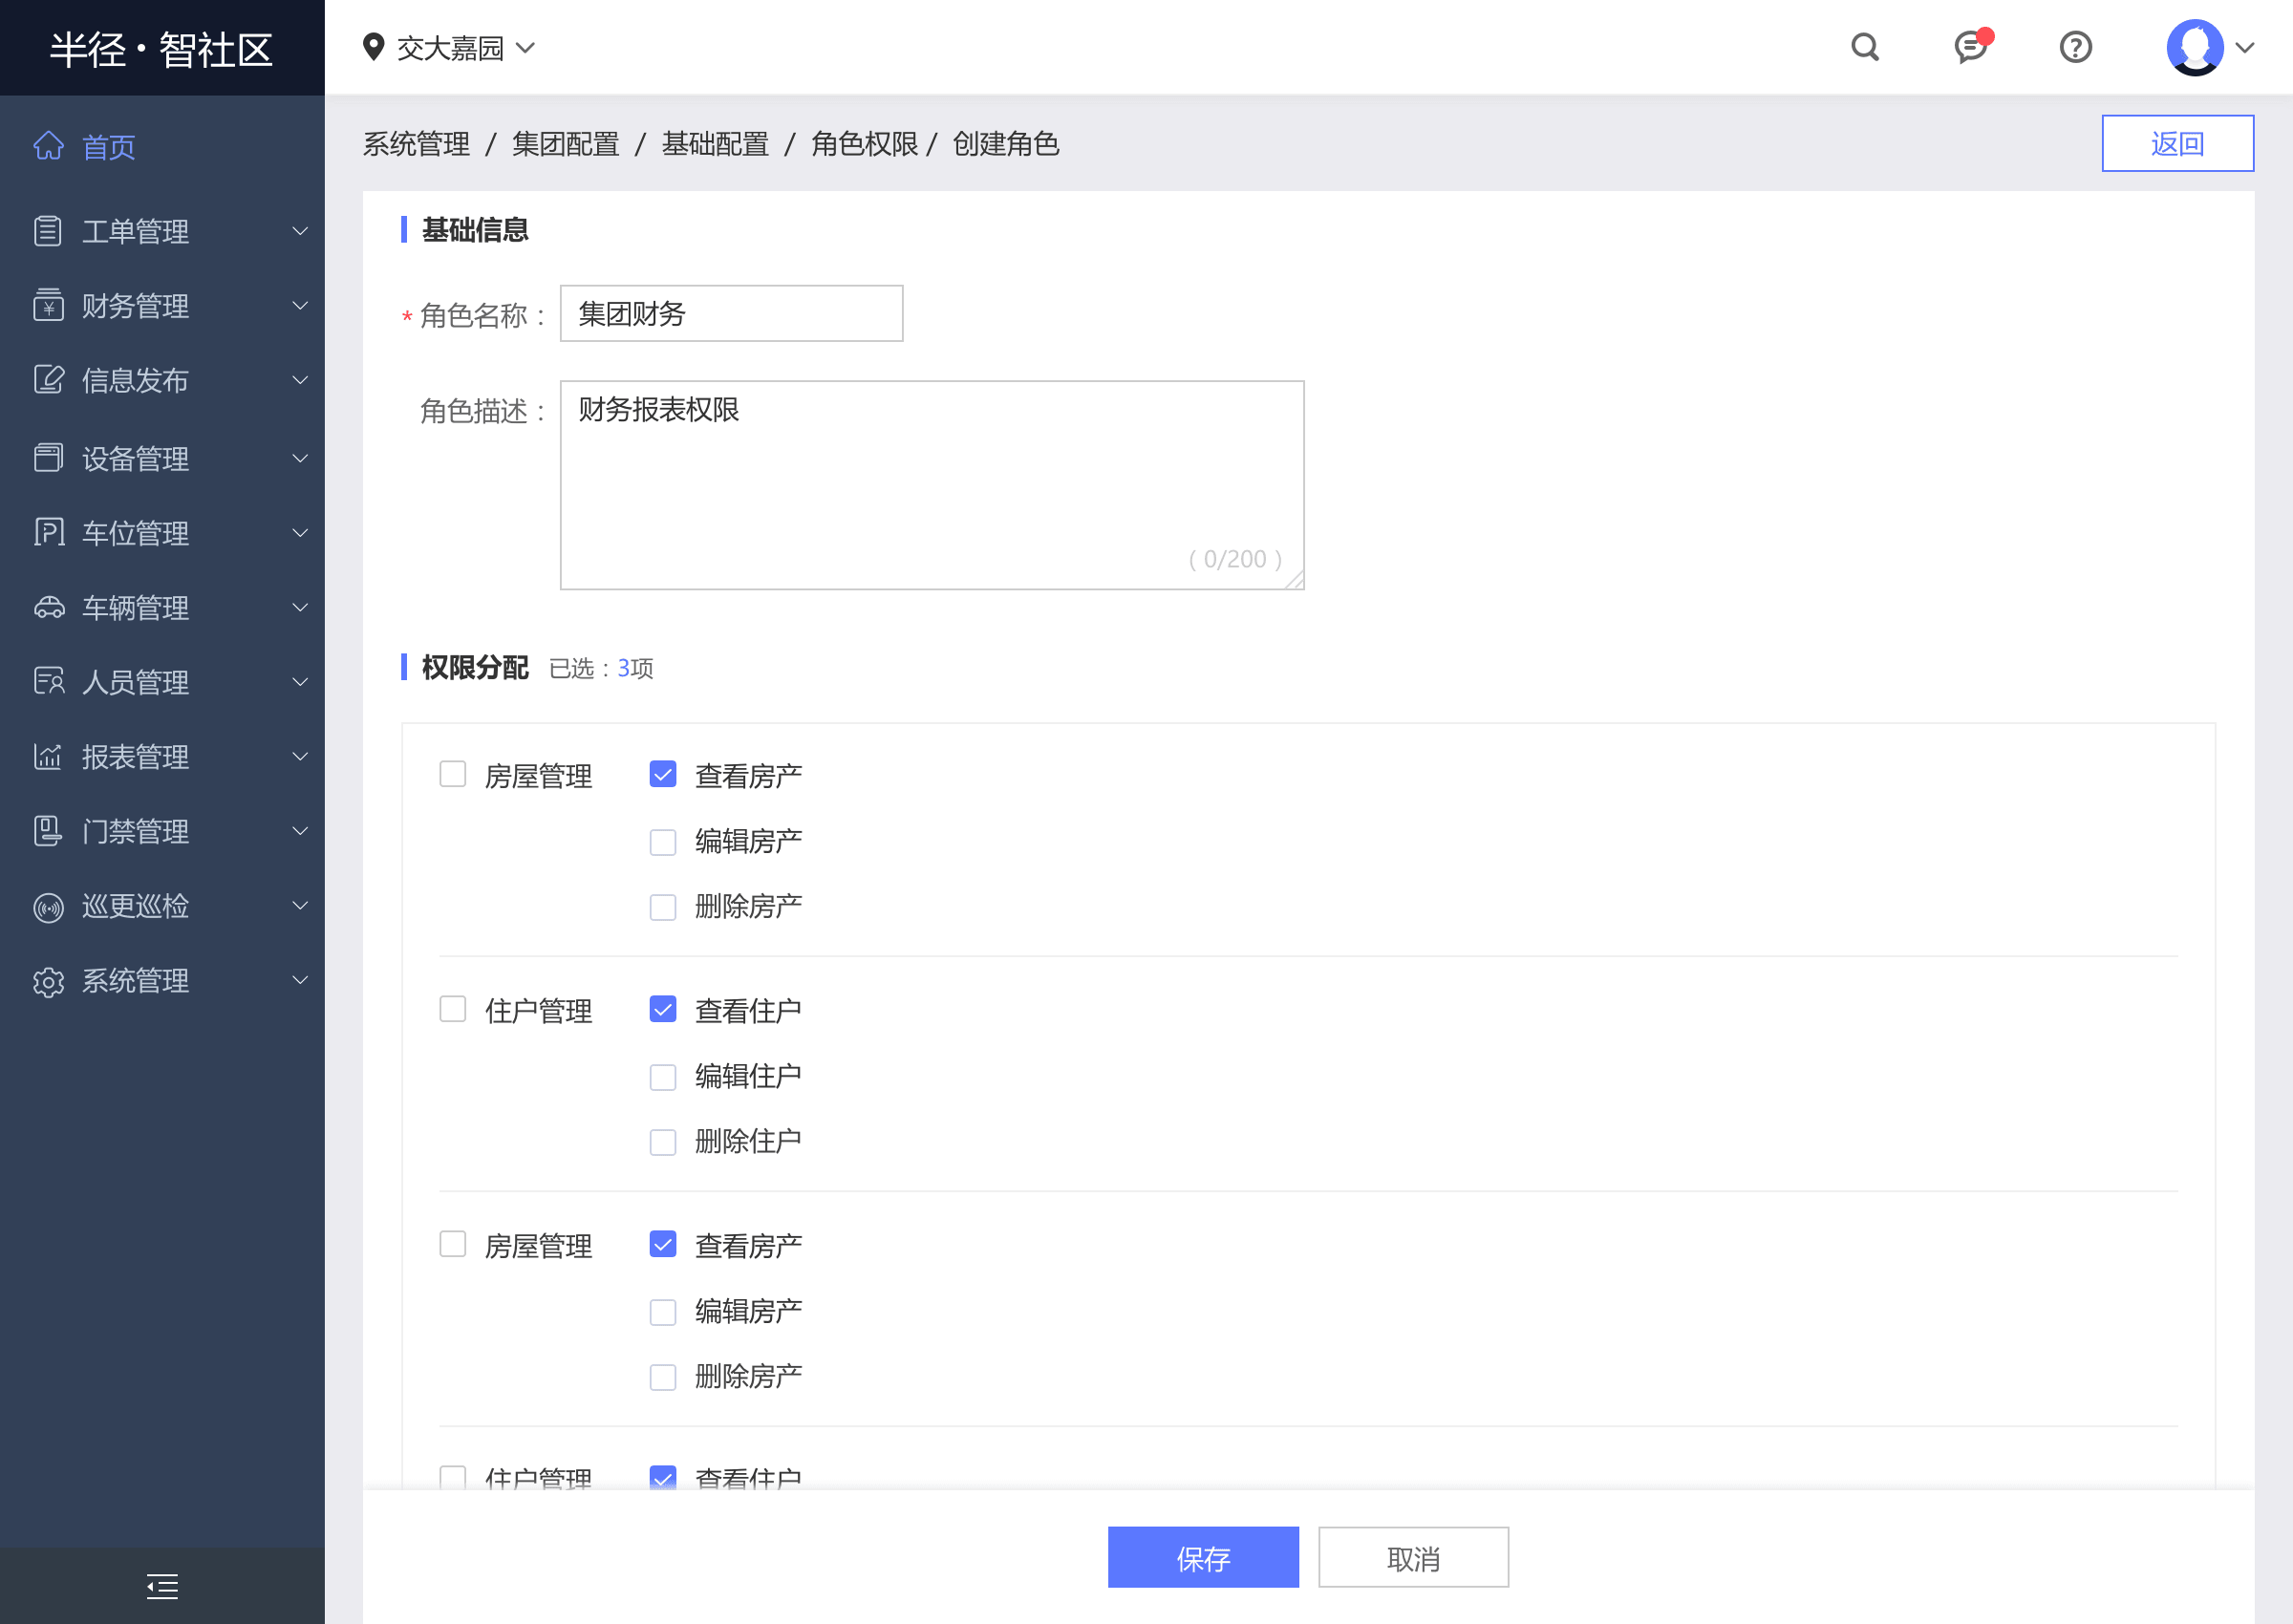 半径·智社区
交大嘉园
首页
工单管理
财务管理
信息发布
设备管理
车位管理
车辆管理
人员管理
报表管理
门禁管理
巡更巡检
系统管理
系统管理 / 集团配置 / 基础配置 / 角色权限 / 创建角色
返回
基础信息
* 角色名称： 集团财务
角色描述： 财务报表权限
( 0/200 )
权限分配 已选：3项
房屋管理 查看房产
编辑房产
删除房产
住户管理 查看住户
编辑住户
删除住户
房屋管理 查看房产
编辑房产
删除房产
住户管理 查看住户
保存 取消